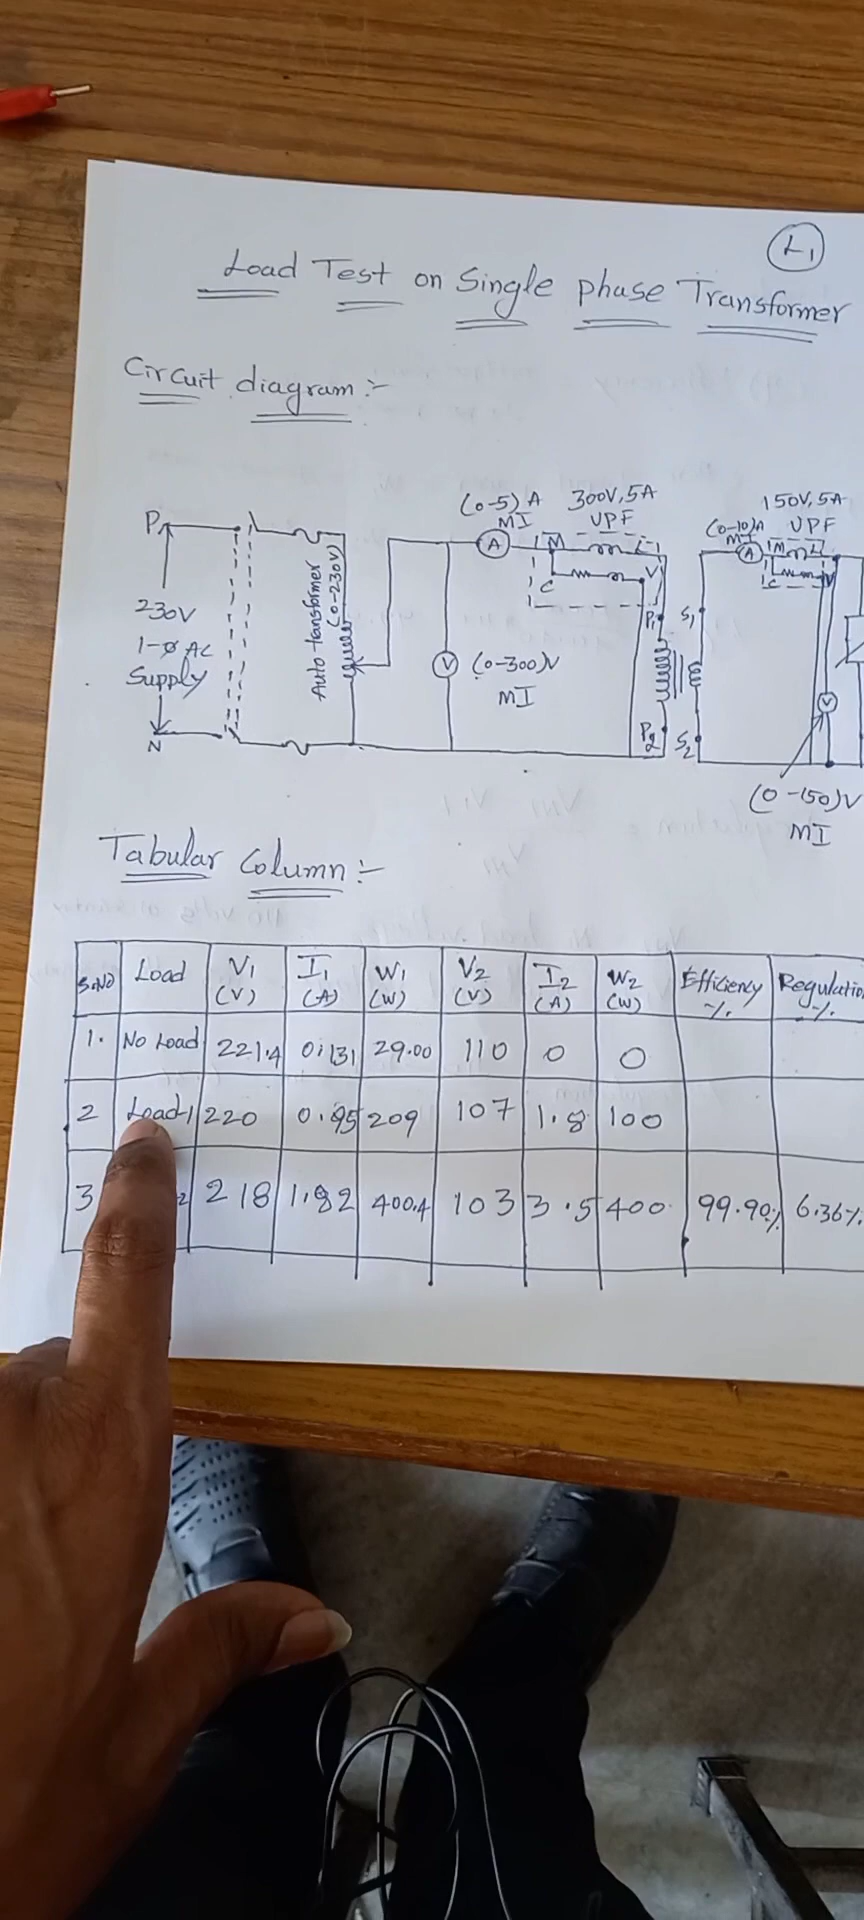 L1
Load Test on Single phase Transformer
Circuit diagram :-
(0-5) A MI
300V, 5A UPF
150V, 5A UPF
(0-10)A MI
P
A
M L
C V
A
M L
C V
230V
1-φ AC
Supply
N
Auto transformer
(0-230V)
V
(0-300)V
MI
P1
P2
S1
S2
V
(0-150)V
MI
Tabular Column :-
S.NO Load V1 (V) I1 (A) W1 (W) V2 (V) I2 (A) W2 (W) Efficiency %. Regulatio %.
1. No Load 221.4 0.131 29.00 110 0 0
2 Load-1 220 0.95 209 107 1.8 100
3 2 218 1.82 400.4 103 3.5 400 99.90% 6.36%